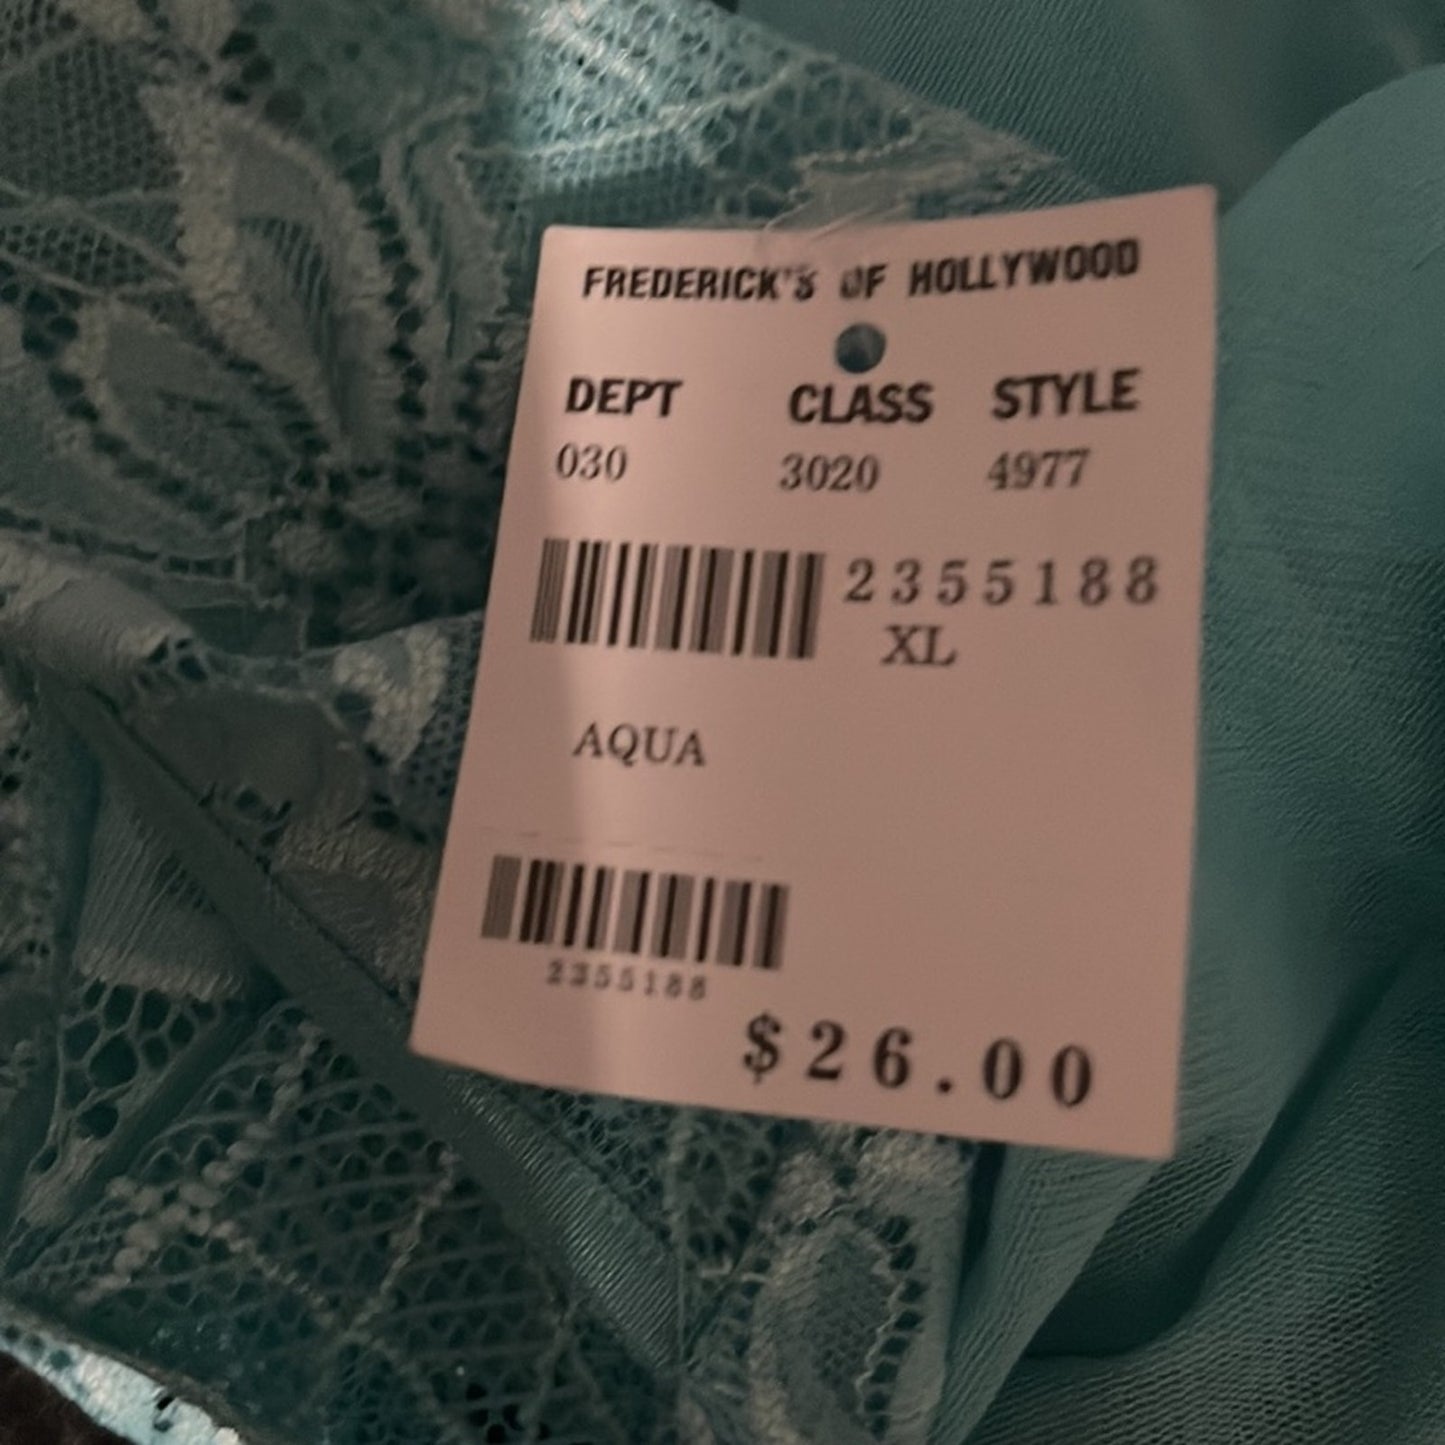 FREDERICK'S OF HOLLYWOOD
DEPT CLASS STYLE
030 3020 4977
2355188
XL
AQUA
2355188
$26.00